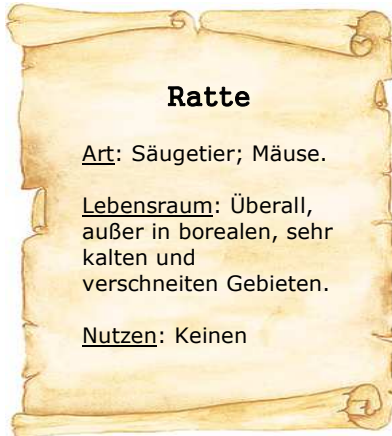 Ratte
Art: Säugetier; Mäuse.
Lebensraum: Überall,
außer in borealen, sehr
kalten und
verschneiten Gebieten.
Nutzen: Keinen